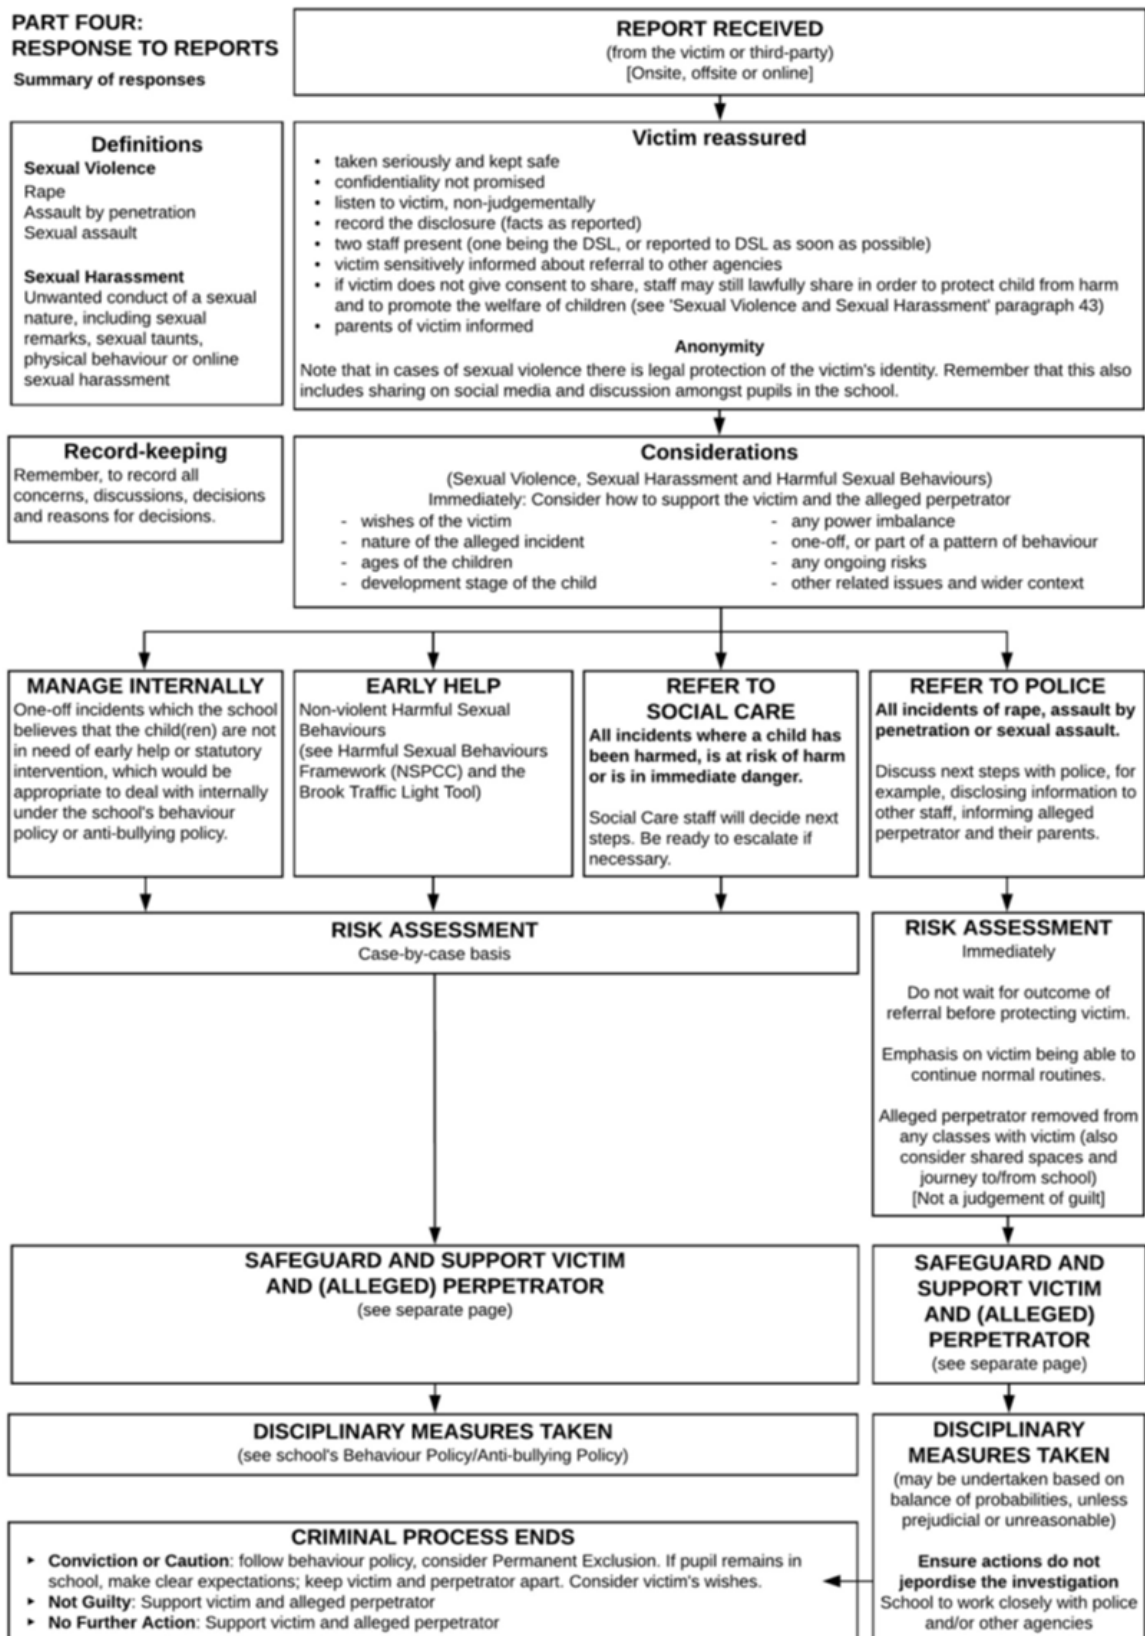 PART FOUR:
RESPONSE TO REPORTS
Summary of responses
REPORT RECEIVED
(from the victim or third-party)
[Onsite, offsite or online]
Definitions
Sexual Violence
Rape
Assault by penetration
Sexual assault
Sexual Harassment
Unwanted conduct of a sexual
nature, including sexual
remarks, sexual taunts,
physical behaviour or online
sexual harassment
Victim reassured
• taken seriously and kept safe
• confidentiality not promised
• listen to victim, non-judgementally
• record the disclosure (facts as reported)
• two staff present (one being the DSL, or reported to DSL as soon as possible)
• victim sensitively informed about referral to other agencies
• if victim does not give consent to share, staff may still lawfully share in order to protect child from harm
and to promote the welfare of children (see 'Sexual Violence and Sexual Harassment' paragraph 43)
• parents of victim informed
Anonymity
Note that in cases of sexual violence there is legal protection of the victim's identity. Remember that this also
includes sharing on social media and discussion amongst pupils in the school.
Record-keeping
Remember, to record all
concerns, discussions, decisions
and reasons for decisions.
Considerations
(Sexual Violence, Sexual Harassment and Harmful Sexual Behaviours)
Immediately: Consider how to support the victim and the alleged perpetrator
- wishes of the victim
- nature of the alleged incident
- ages of the children
- development stage of the child
- any power imbalance
- one-off, or part of a pattern of behaviour
- any ongoing risks
- other related issues and wider context
MANAGE INTERNALLY
One-off incidents which the school
believes that the child(ren) are not
in need of early help or statutory
intervention, which would be
appropriate to deal with internally
under the school's behaviour
policy or anti-bullying policy.
EARLY HELP
Non-violent Harmful Sexual
Behaviours
(see Harmful Sexual Behaviours
Framework (NSPCC) and the
Brook Traffic Light Tool)
REFER TO
SOCIAL CARE
All incidents where a child has
been harmed, is at risk of harm
or is in immediate danger.
Social Care staff will decide next
steps. Be ready to escalate if
necessary.
REFER TO POLICE
All incidents of rape, assault by
penetration or sexual assault.
Discuss next steps with police, for
example, disclosing information to
other staff, informing alleged
perpetrator and their parents.
RISK ASSESSMENT
Case-by-case basis
RISK ASSESSMENT
Immediately
Do not wait for outcome of
referral before protecting victim.
Emphasis on victim being able to
continue normal routines.
Alleged perpetrator removed from
any classes with victim (also
consider shared spaces and
journey to/from school)
[Not a judgement of guilt]
SAFEGUARD AND SUPPORT VICTIM
AND (ALLEGED) PERPETRATOR
(see separate page)
SAFEGUARD AND
SUPPORT VICTIM
AND (ALLEGED)
PERPETRATOR
(see separate page)
DISCIPLINARY MEASURES TAKEN
(see school's Behaviour Policy/Anti-bullying Policy)
DISCIPLINARY
MEASURES TAKEN
(may be undertaken based on
balance of probabilities, unless
prejudicial or unreasonable)
Ensure actions do not
jepordise the investigation
School to work closely with police
and/or other agencies
CRIMINAL PROCESS ENDS
▸ Conviction or Caution: follow behaviour policy, consider Permanent Exclusion. If pupil remains in
school, make clear expectations; keep victim and perpetrator apart. Consider victim's wishes.
▸ Not Guilty: Support victim and alleged perpetrator
▸ No Further Action: Support victim and alleged perpetrator